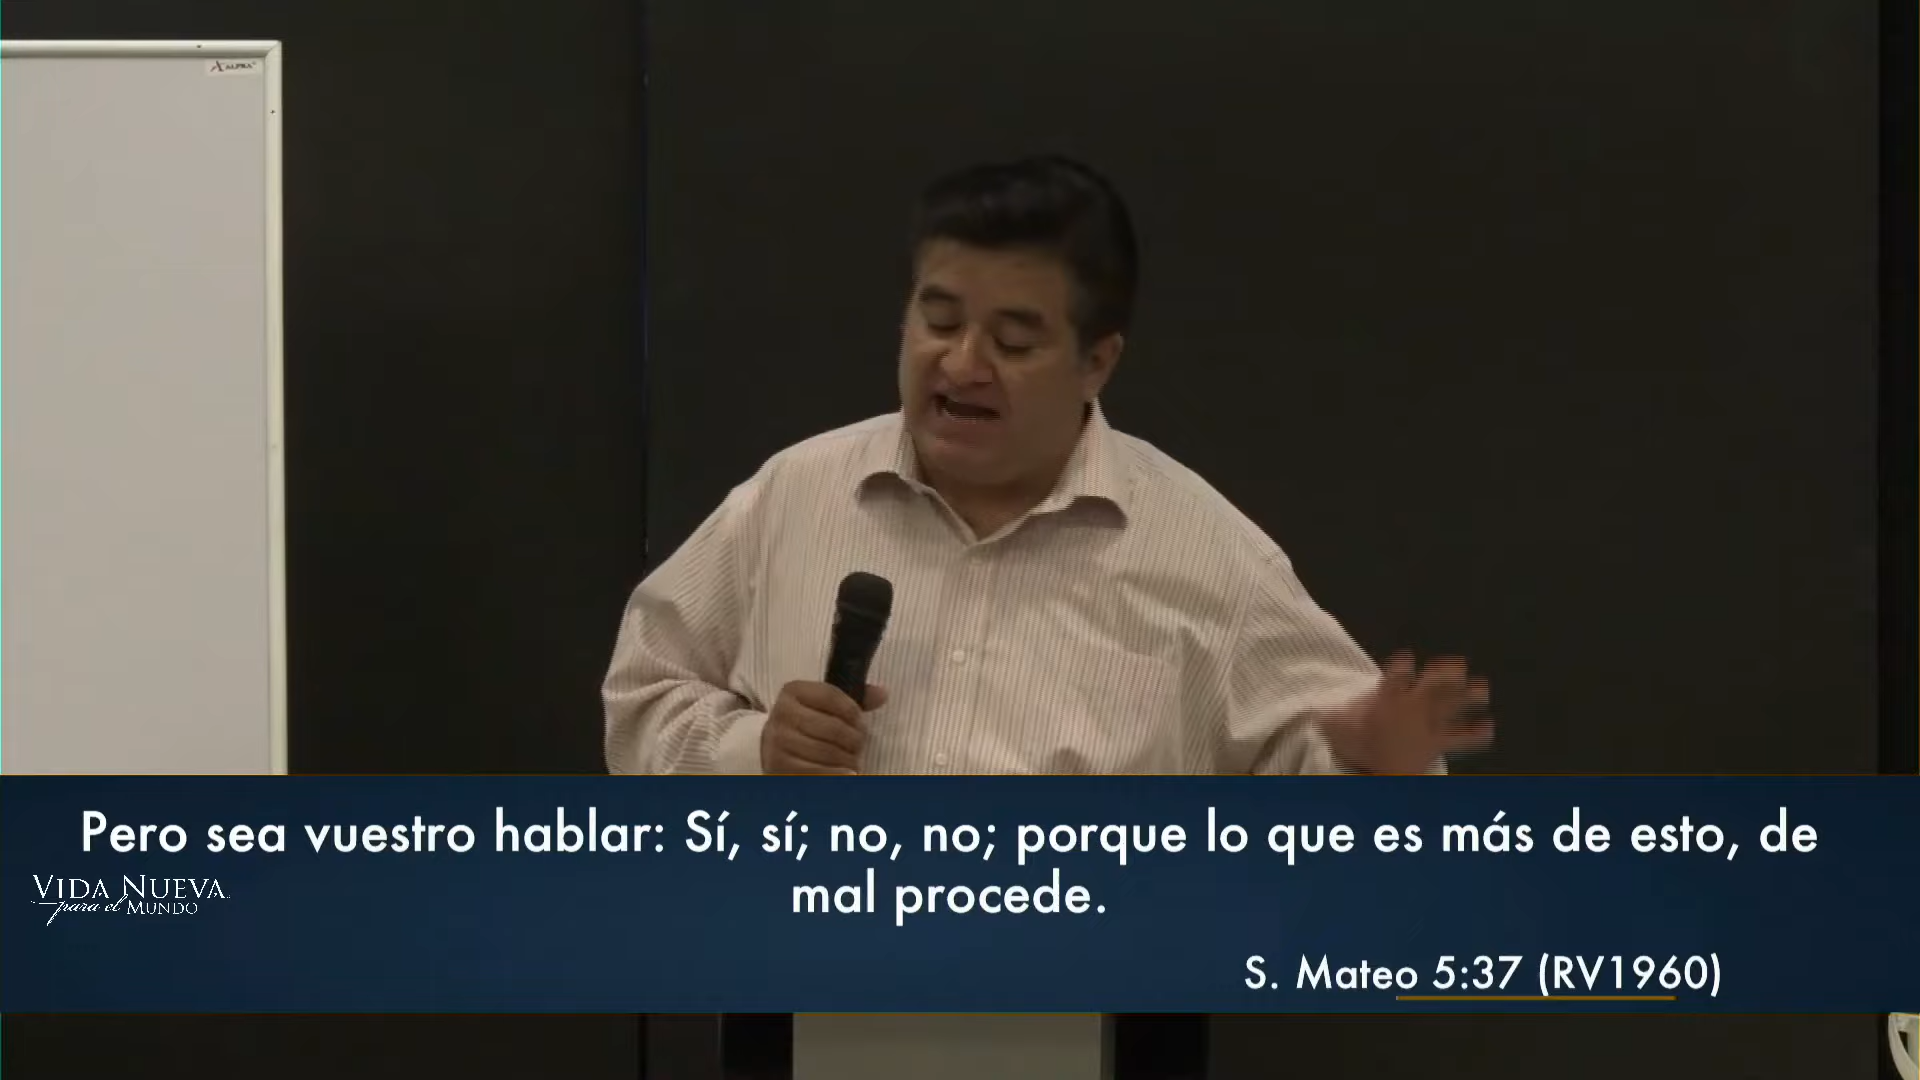 ALPHA
Pero sea vuestro hablar: Sí, sí; no, no; porque lo que es más de esto, de
mal procede.
VIDA NUEVA
para el MUNDO
S. Mateo 5:37 (RV1960)